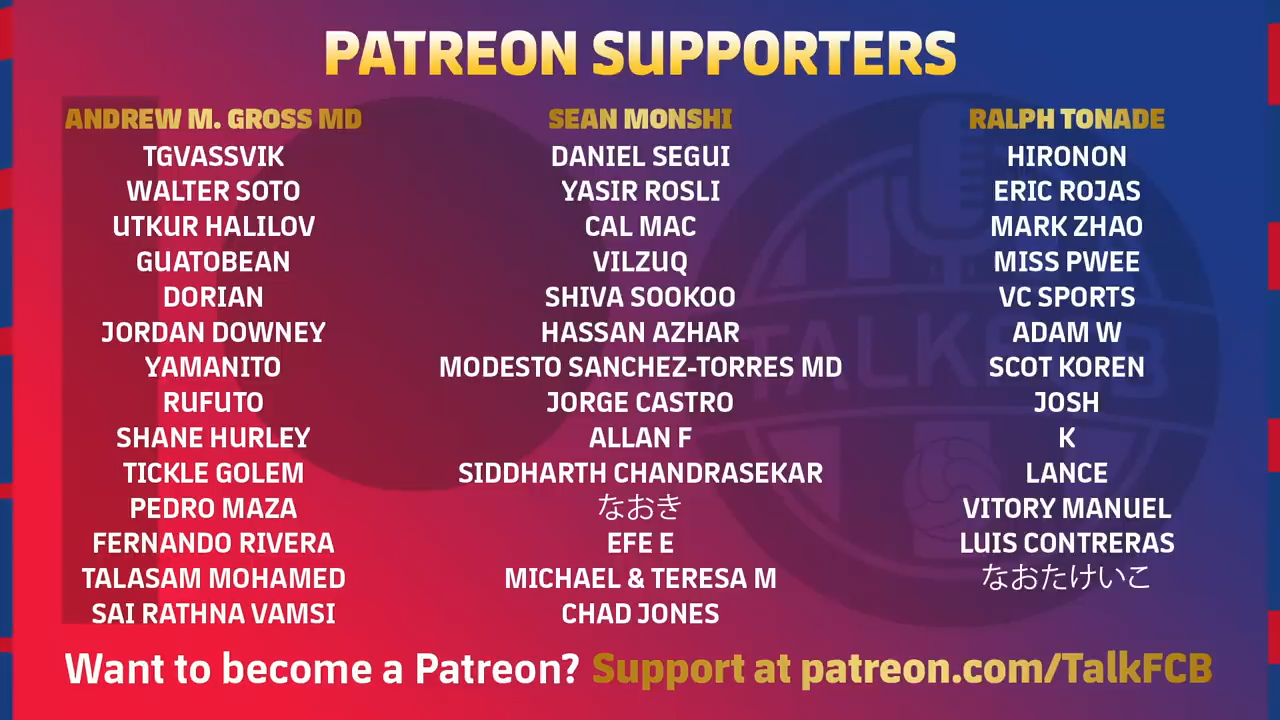 PATREON SUPPORTERS
ANDREW M. GROSS MD
TGVASSVIK
WALTER SOTO
UTKUR HALILOV
GUATOBEAN
DORIAN
JORDAN DOWNEY
YAMANITO
RUFUTO
SHANE HURLEY
TICKLE GOLEM
PEDRO MAZA
FERNANDO RIVERA
TALASAM MOHAMED
SAI RATHNA VAMSI
SEAN MONSHI
DANIEL SEGUI
YASIR ROSLI
CAL MAC
VILZUQ
SHIVA SOOKOO
HASSAN AZHAR
MODESTO SANCHEZ-TORRES MD
JORGE CASTRO
ALLAN F
SIDDHARTH CHANDRASEKAR
なおき
EFE E
MICHAEL & TERESA M
CHAD JONES
RALPH TONADE
HIRONON
ERIC ROJAS
MARK ZHAO
MISS PWEE
VC SPORTS
ADAM W
SCOT KOREN
JOSH
K
LANCE
VITORY MANUEL
LUIS CONTRERAS
なおたけいこ
TALKFCB
Want to become a Patreon? Support at patreon.com/TalkFCB